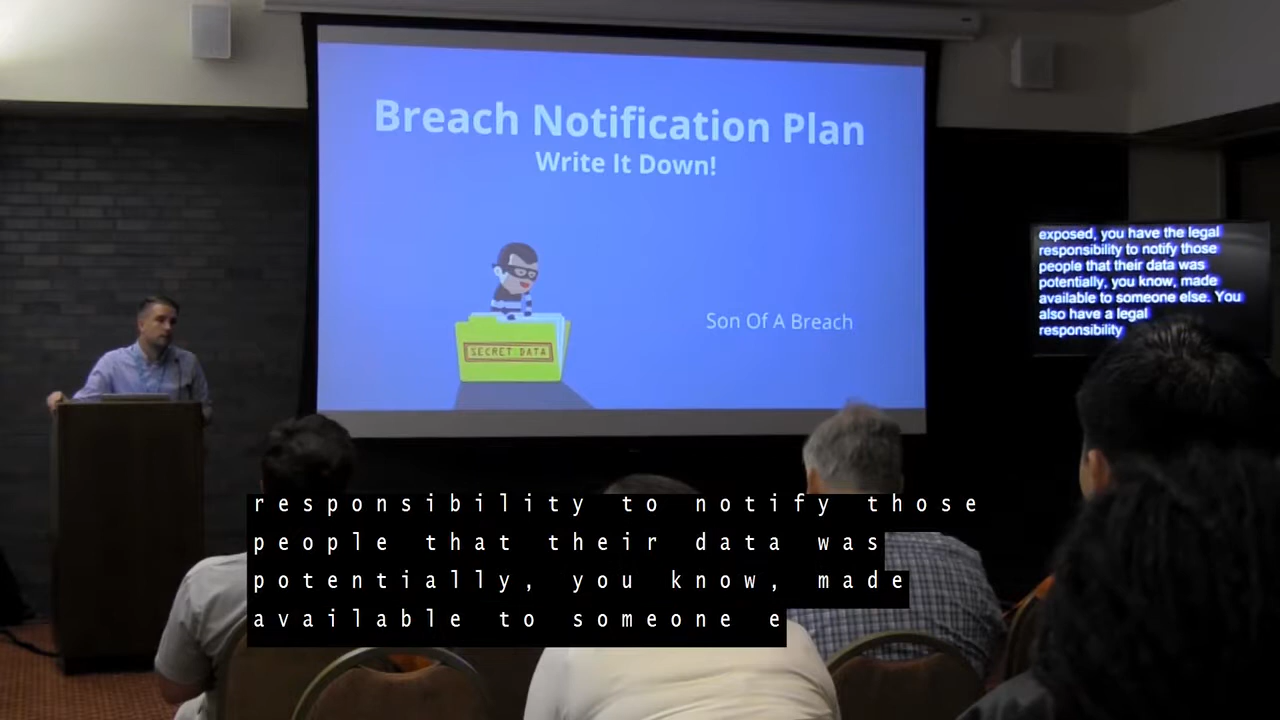 Breach Notification Plan
Write It Down!
SECRET DATA
Son Of A Breach
exposed, you have the legal
responsibility to notify those
people that their data was
potentially, you know, made
available to someone else. You
also have a legal
responsibility
responsibility to notify those
people that their data was
potentially, you know, made
available to someone e